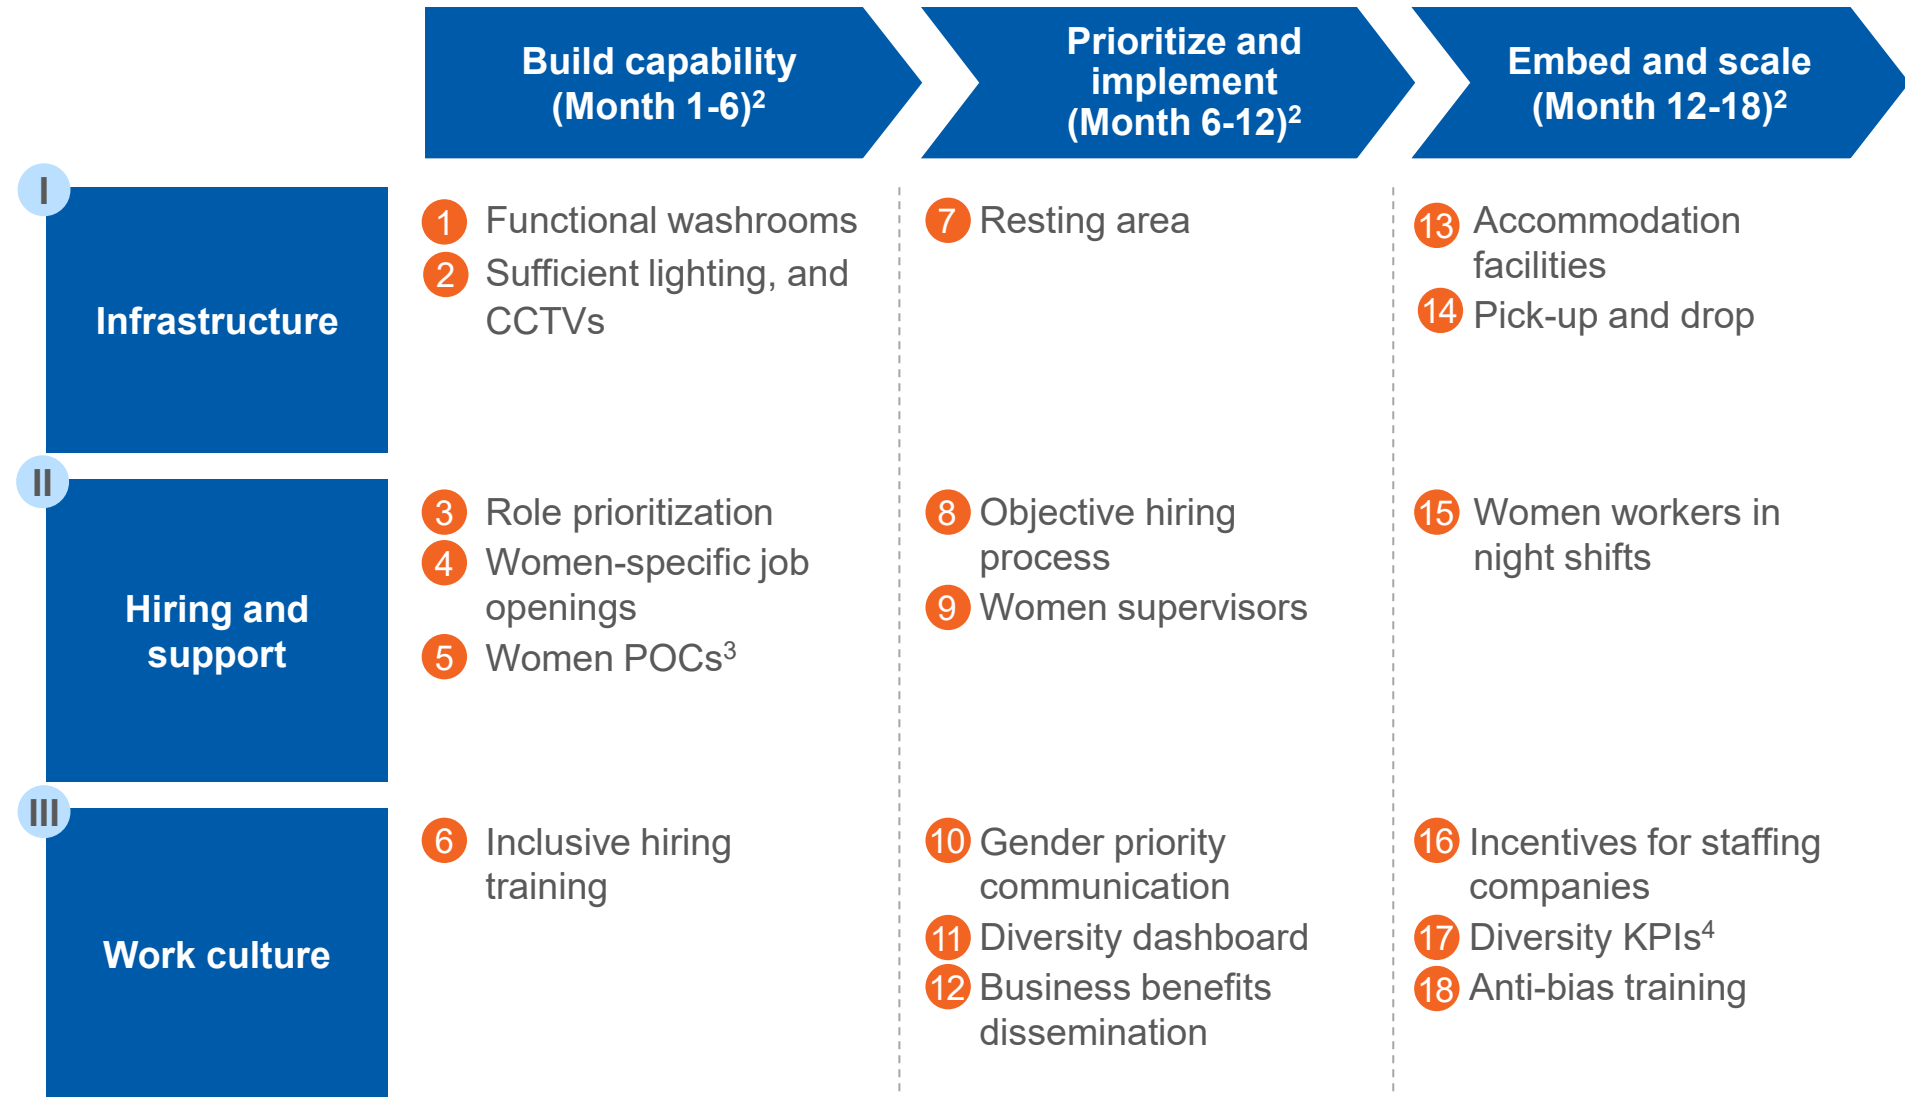 Build capability
(Month 1-6)²
Prioritize and
implement
(Month 6-12)²
Embed and scale
(Month 12-18)²
I
Infrastructure
1 Functional washrooms
2 Sufficient lighting, and
CCTVs
7 Resting area
13 Accommodation
facilities
14 Pick-up and drop
II
Hiring and
support
3 Role prioritization
4 Women-specific job
openings
5 Women POCs³
8 Objective hiring
process
9 Women supervisors
15 Women workers in
night shifts
III
Work culture
6 Inclusive hiring
training
10 Gender priority
communication
11 Diversity dashboard
12 Business benefits
dissemination
16 Incentives for staffing
companies
17 Diversity KPIs⁴
18 Anti-bias training